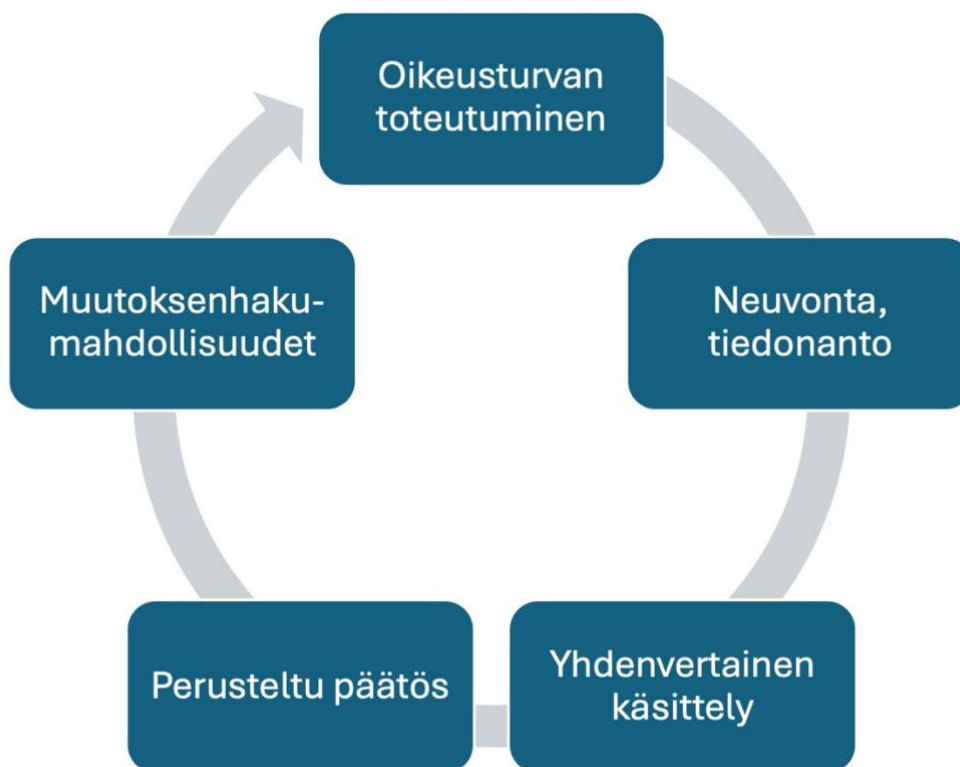 Oikeusturvan
toteutuminen
Neuvonta,
tiedonanto
Yhdenvertainen
käsittely
Perusteltu päätös
Muutoksenhaku-
mahdollisuudet